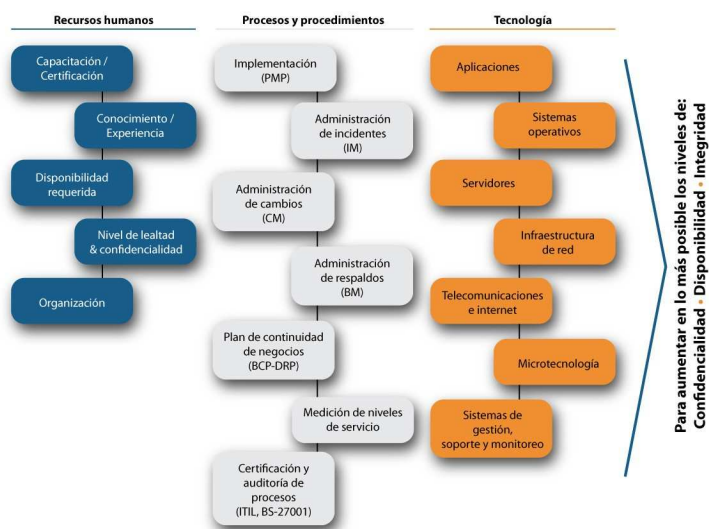 Recursos humanos
Capacitación /
Certificación
Conocimiento /
Experiencia
Disponibilidad
requerida
Nivel de lealtad
& confidencialidad
Organización
Procesos y procedimientos
Implementación
(PMP)
Administración
de incidentes
(IM)
Administración
de cambios
(CM)
Administración
de respaldos
(BM)
Plan de continuidad
de negocios
(BCP-DRP)
Medición de niveles
de servicio
Certificación y
auditoría de
procesos
(ITIL, BS-27001)
Tecnología
Aplicaciones
Sistemas
operativos
Servidores
Infraestructura
de red
Telecomunicaciones
e internet
Microtecnología
Sistemas de
gestión,
soporte y monitoreo
Para aumentar en lo más posible los niveles de:
Confidencialidad • Disponibilidad • Integridad